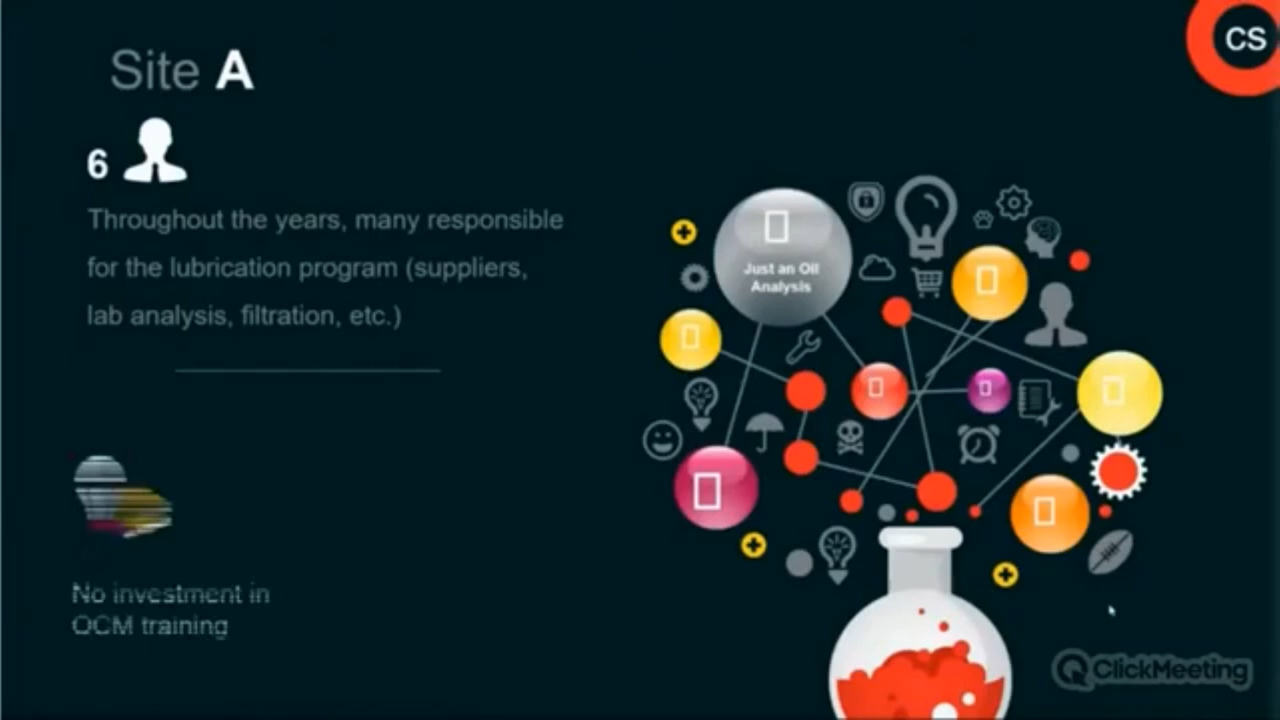 Site A
CS
6
Throughout the years, many responsible
for the lubrication program (suppliers,
lab analysis, filtration, etc.)
Just an Oil
Analysis
No investment in
OCM training
ClickMeeting